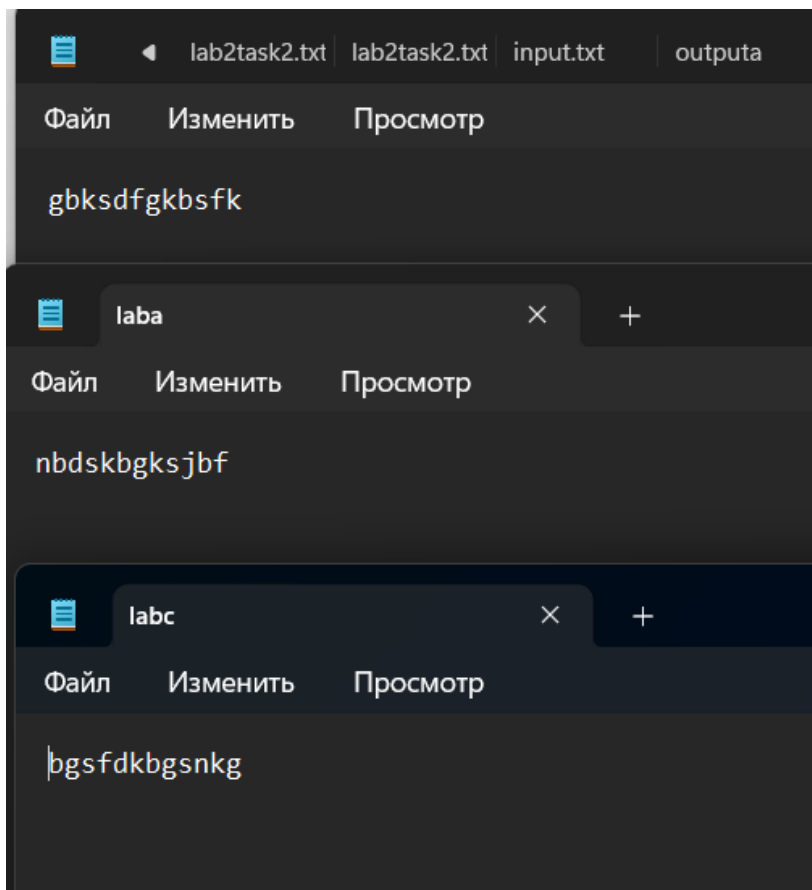 lab2task2.txt lab2task2.txt input.txt outputa
Файл Изменить Просмотр
gbksdfgkbsfk
laba
Файл Изменить Просмотр
nbdskbgksjbf
labc
Файл Изменить Просмотр
bgsfdkbgsnkg